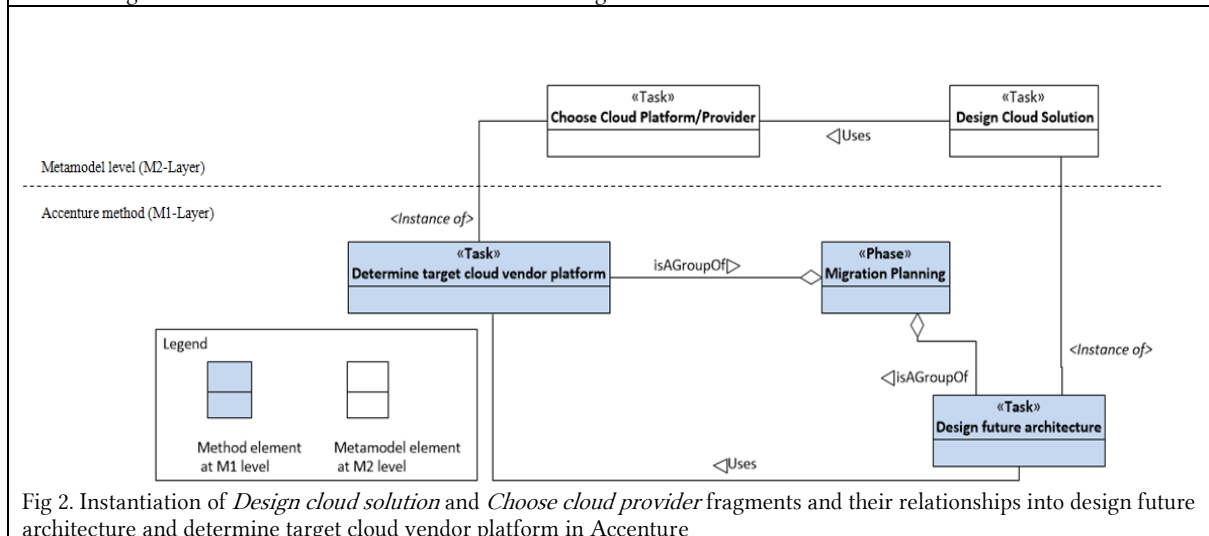 «Task»
Choose Cloud Platform/Provider
«Task»
Design Cloud Solution
◁Uses
Metamodel level (M2-Layer)
Accenture method (M1-Layer)
<Instance of>
«Task»
Determine target cloud vendor platform
isAGroupOf▷
«Phase»
Migration Planning
Legend
<Instance of>
◁isAGroupOf
«Task»
Design future architecture
Method element
at M1 level
Metamodel element
at M2 level
◁Uses
Fig 2. Instantiation of Design cloud solution and Choose cloud provider fragments and their relationships into design future
architecture and determine target cloud vendor platform in Accenture